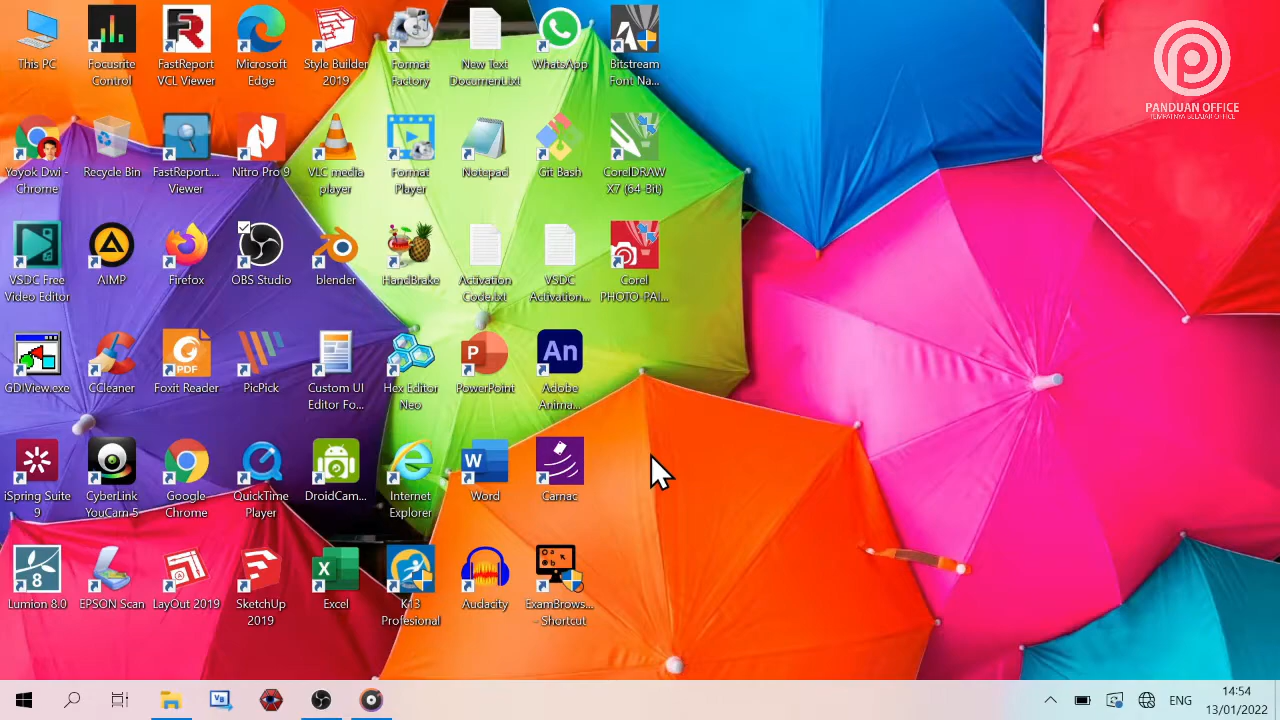 This PC
Focusrite
Control
FastReport
VCL Viewer
Microsoft
Edge
Style Builder
2019
Format
Factory
New Text
Document.txt
WhatsApp
Bitstream
Font Na...
PANDUAN OFFICE
TEMPATNYA BELAJAR OFFICE
Yoyok Dwi -
Chrome
Recycle Bin
FastReport....
Viewer
Nitro Pro 9
VLC media
player
Format
Player
Notepad
Git Bash
CorelDRAW
X7 (64-Bit)
VSDC Free
Video Editor
AIMP
Firefox
OBS Studio
blender
HandBrake
Activation
Code.txt
VSDC
Activation...
Corel
PHOTO-PAI...
GDIView.exe
CCleaner
PDF
Foxit Reader
PicPick
Custom UI
Editor Fo...
Hex Editor
Neo
P
PowerPoint
An
Adobe
Anima...
iSpring Suite
9
CyberLink
YouCam 5
Google
Chrome
QuickTime
Player
DroidCam...
Internet
Explorer
W
Word
Carnac
8
Lumion 8.0
EPSON Scan
LayOut 2019
SketchUp
2019
X
Excel
K13
Profesional
Audacity
ExamBrows...
- Shortcut
ENG
14:54
13/01/2022